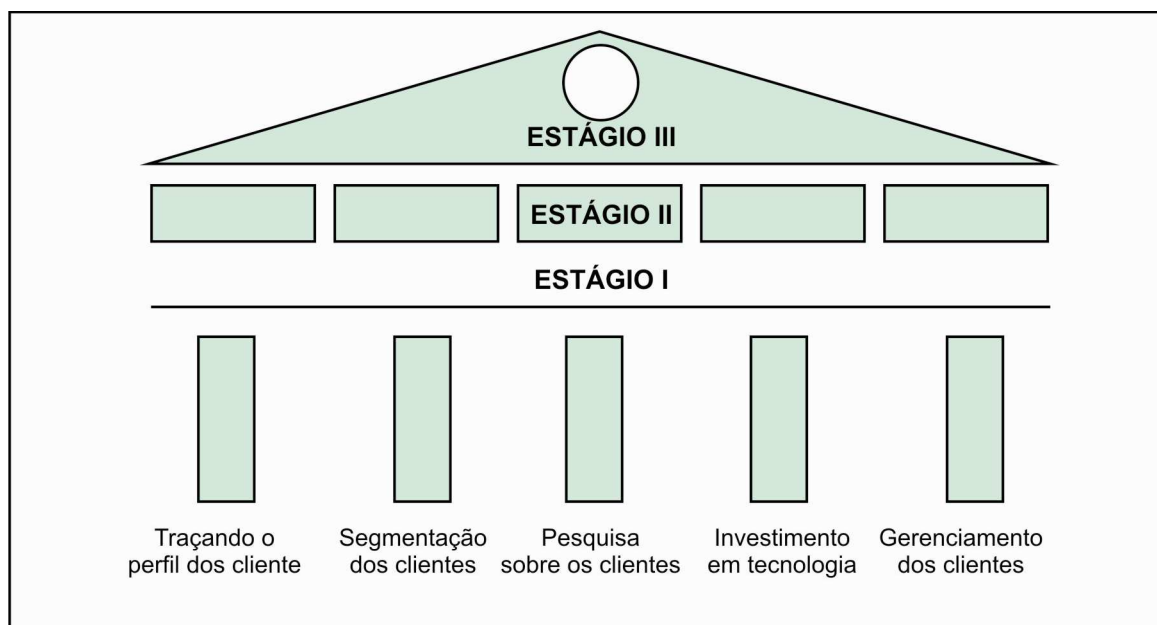 ESTÁGIO III
ESTÁGIO II
ESTÁGIO I
Traçando o
perfil dos cliente
Segmentação
dos clientes
Pesquisa
sobre os clientes
Investimento
em tecnologia
Gerenciamento
dos clientes